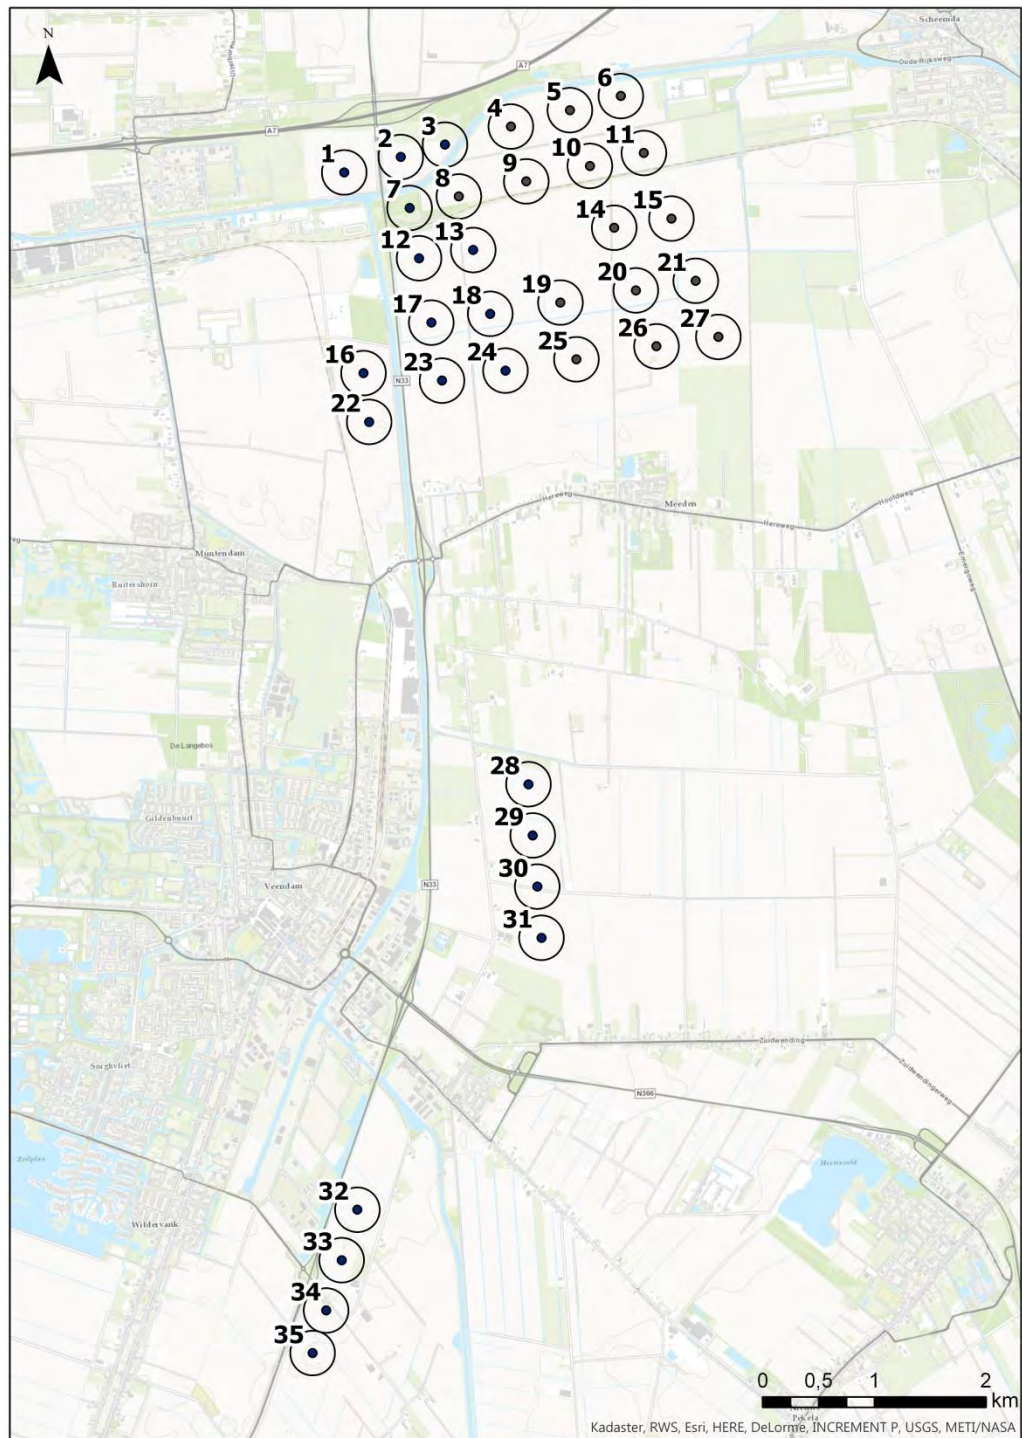 N
Scheemda
Oude Rijksweg
A7
A7
6
5
4
3
2
1
11
10
9
8
7
15
14
13
12
21
20
19
18
17
27
26
25
24
23
16
N33
22
Hereweg
Meeden
Hereweg
Hoofdweg
Muntendam
Ruitershorn
De Langebos
28
Gildenbuurt
29
Veendam
N33
30
31
Zuidwending
Zuidwendingerweg
Sorghvliet
N366
Zeilplas
Heeresveld
32
Wildervank
33
34
35
0 0,5 1 2
km
Pekela
Kadaster, RWS, Esri, HERE, DeLorme, INCREMENT P, USGS, METI/NASA